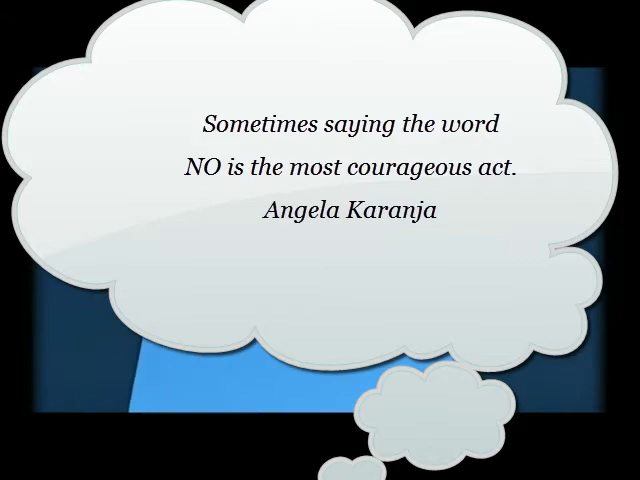 Sometimes saying the word
NO is the most courageous act.
Angela Karanja